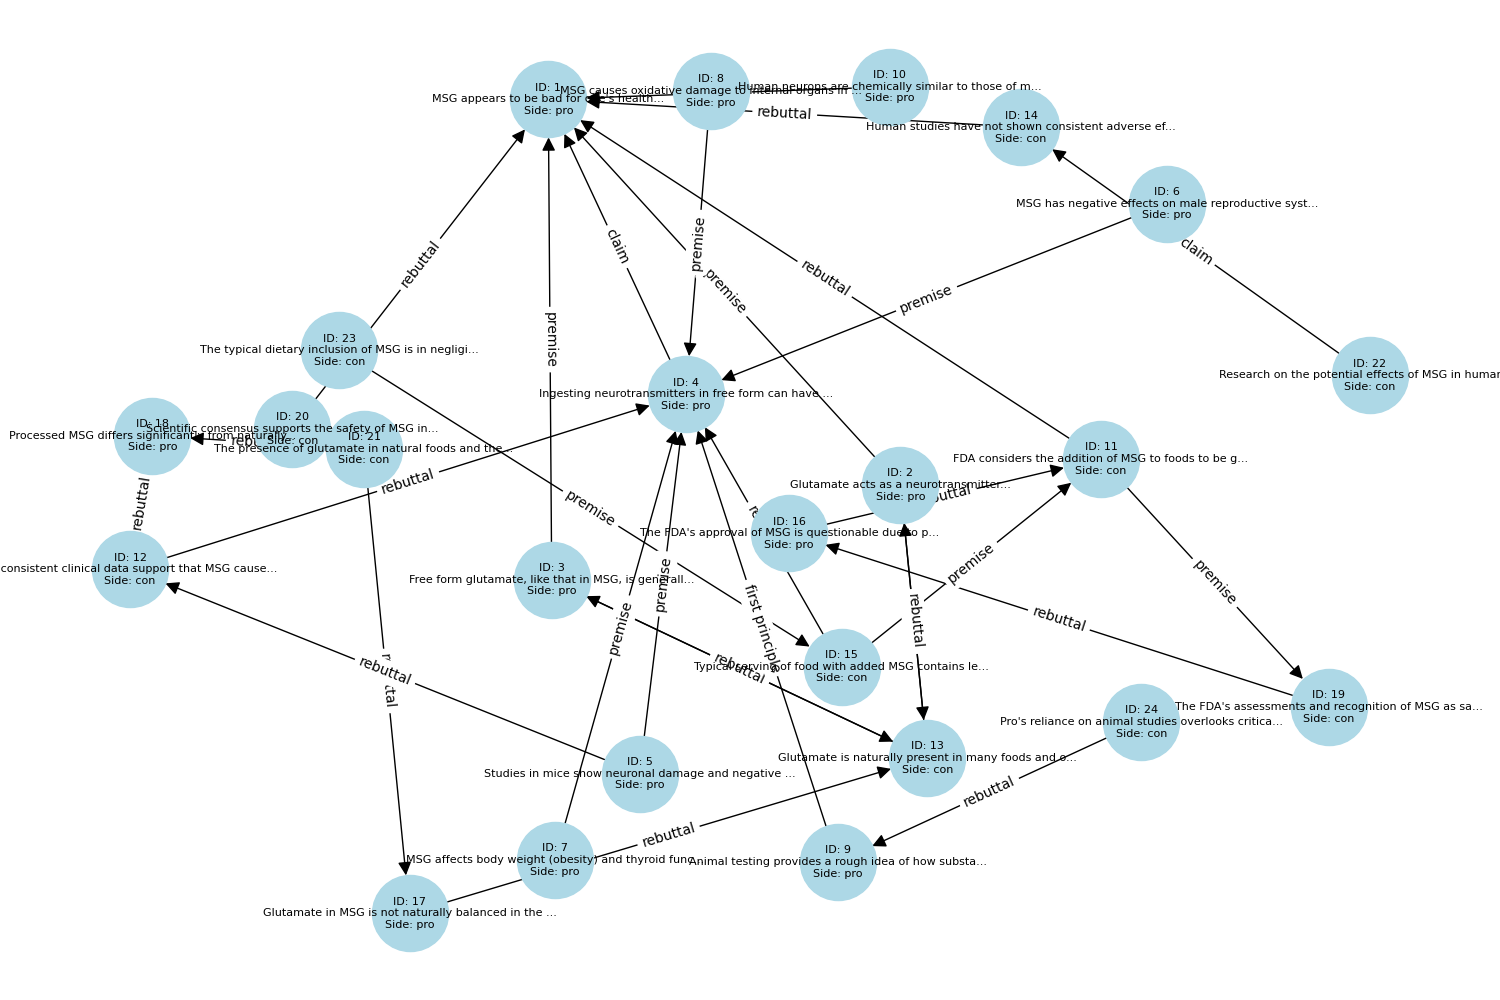 ID: 1
MSG appears to be bad for one's health...
Side: pro
ID: 8
MSG causes oxidative damage to internal organs in ...
Side: pro
ID: 10
Human neurons are chemically similar to those of m...
Side: pro
rebuttal
ID: 14
Human studies have not shown consistent adverse ef...
Side: con
ID: 6
MSG has negative effects on male reproductive syst...
Side: pro
claim
rebuttal
claim
premise
premise
rebuttal
premise
premise
ID: 23
The typical dietary inclusion of MSG is in negligi...
Side: con
ID: 22
Research on the potential effects of MSG in human
Side: con
ID: 4
Ingesting neurotransmitters in free form can have ...
Side: pro
ID: 18
Processed MSG differs significantly from naturally...
Side: pro
ID: 20
Scientific consensus supports the safety of MSG in...
Side: con
ID: 21
The presence of glutamate in natural foods and the...
Side: con
ID: 11
FDA considers the addition of MSG to foods to be g...
Side: con
ID: 2
Glutamate acts as a neurotransmitter...
Side: pro
rebuttal
rebuttal
premise
ID: 16
The FDA's approval of MSG is questionable due to p...
Side: pro
ID: 12
consistent clinical data support that MSG cause...
Side: con
ID: 3
Free form glutamate, like that in MSG, is generall...
Side: pro
premise
premise
premise
premise
rebuttal
first principle
rebuttal
rebuttal
rebuttal
ID: 15
Typical serving of food with added MSG contains le...
Side: con
ID: 19
The FDA's assessments and recognition of MSG as sa...
Side: con
ID: 24
Pro's reliance on animal studies overlooks critica...
Side: con
ID: 13
Glutamate is naturally present in many foods and o...
Side: con
ID: 5
Studies in mice show neuronal damage and negative ...
Side: pro
rebuttal
rebuttal
ID: 7
MSG affects body weight (obesity) and thyroid func...
Side: pro
ID: 9
Animal testing provides a rough idea of how substa...
Side: pro
ID: 17
Glutamate in MSG is not naturally balanced in the ...
Side: pro